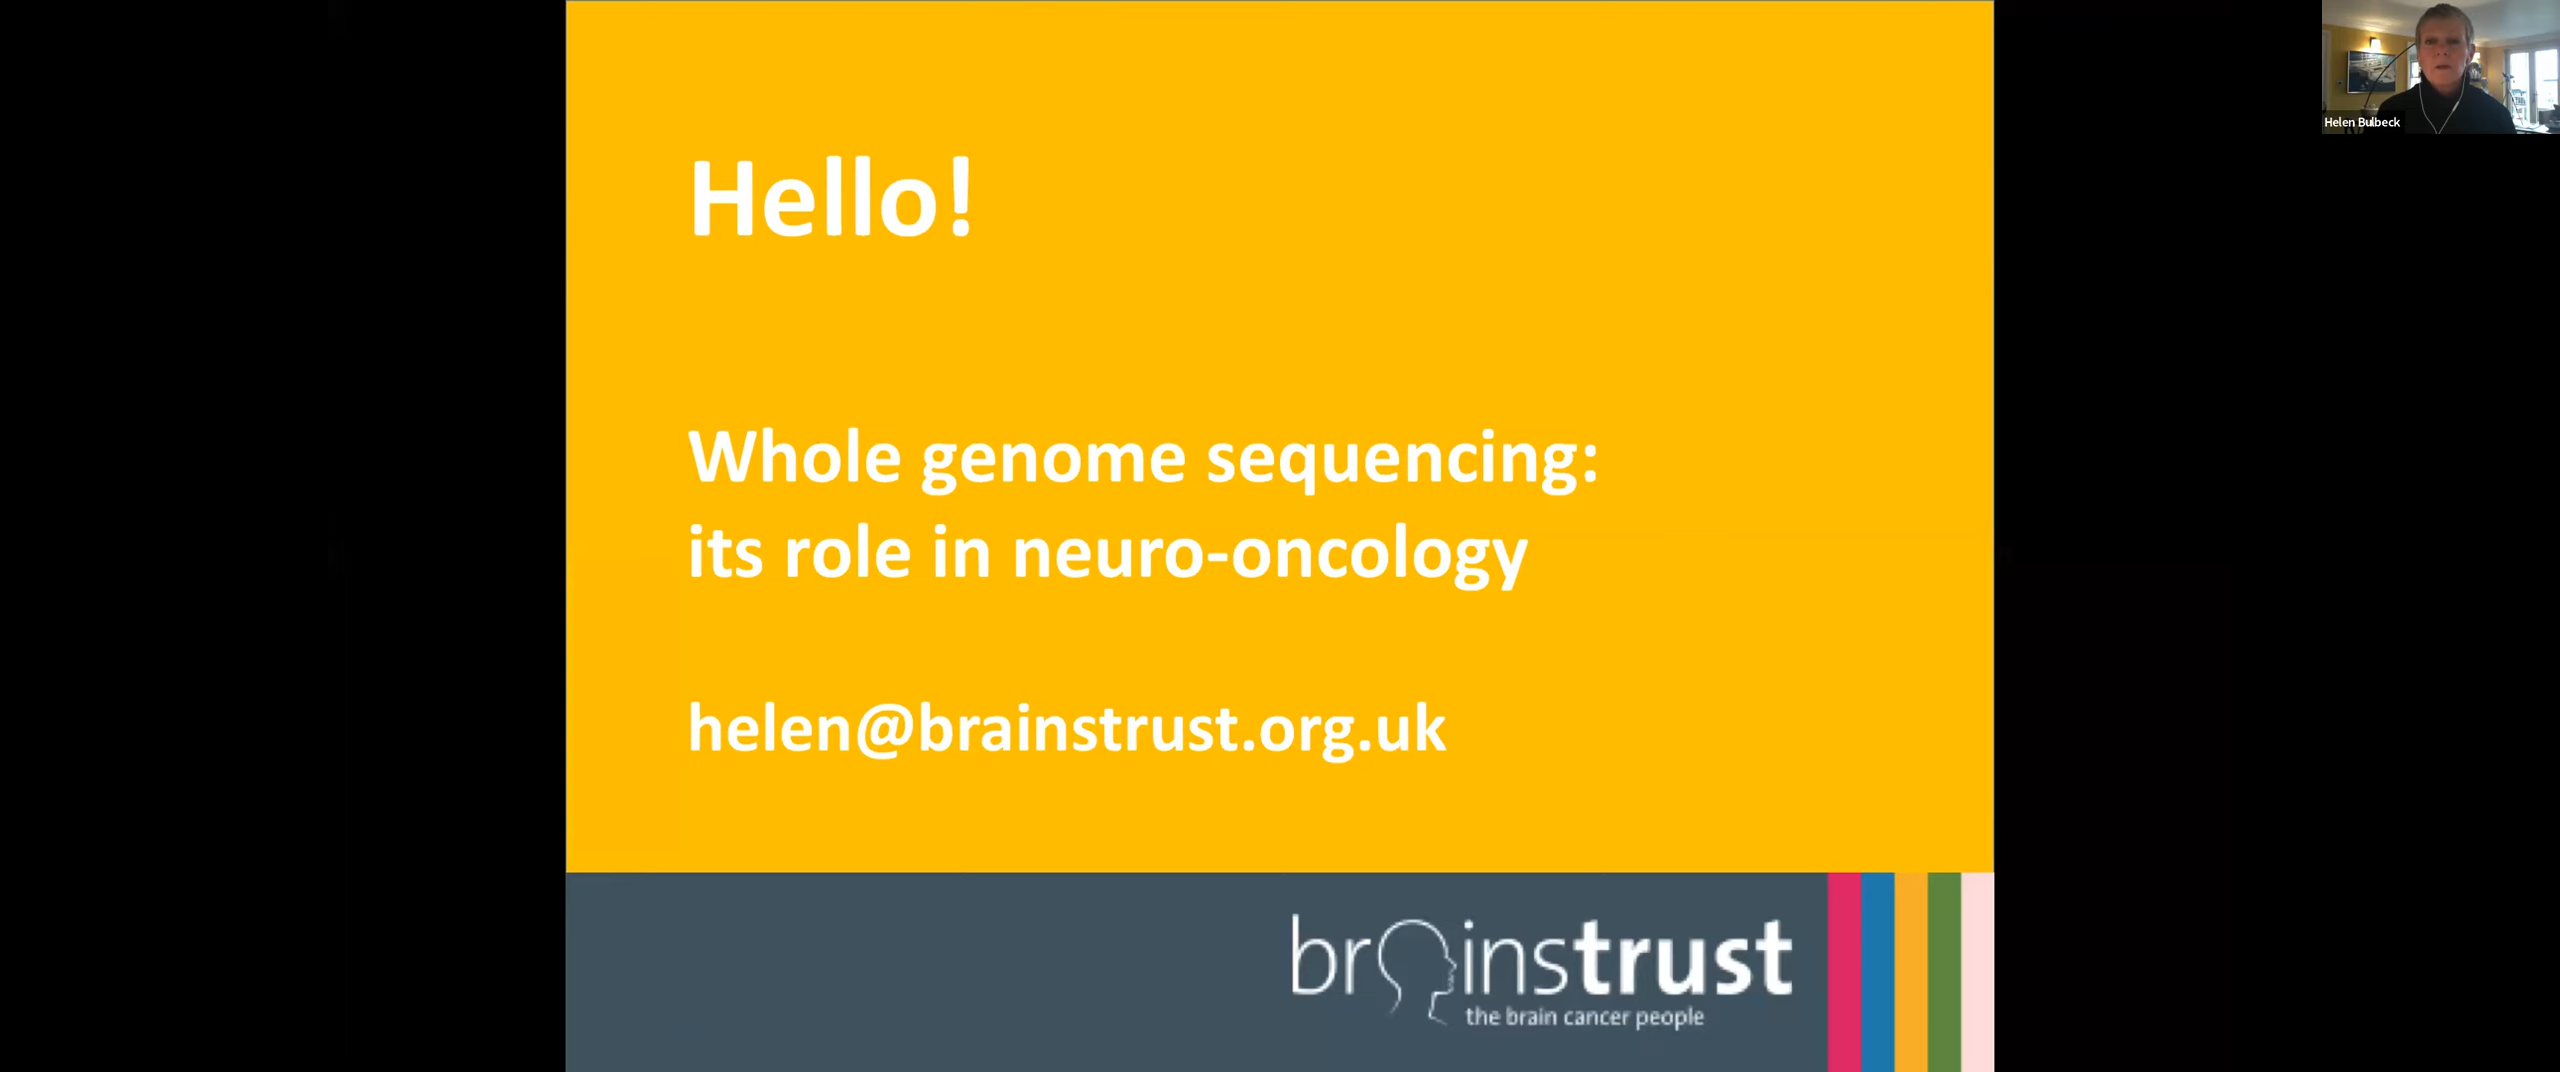 Hello!
Whole genome sequencing:
its role in neuro-oncology
helen@brainstrust.org.uk
brainstrust
the brain cancer people
Helen Bulbeck